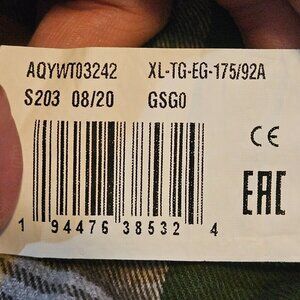 AQYWT03242 XL-TG-EG-175/92A
S203 08/20 GSG0
CE
EAC
1 94476 38532 4